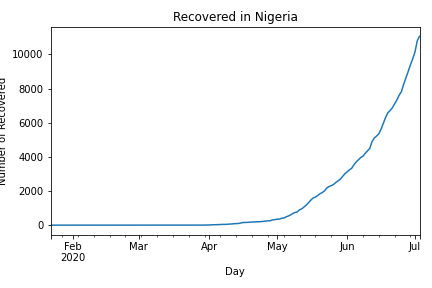 Recovered in Nigeria
Number of Recovered
10000
8000
6000
4000
2000
0
Feb
2020
Mar
Apr
May
Jun
Jul
Day